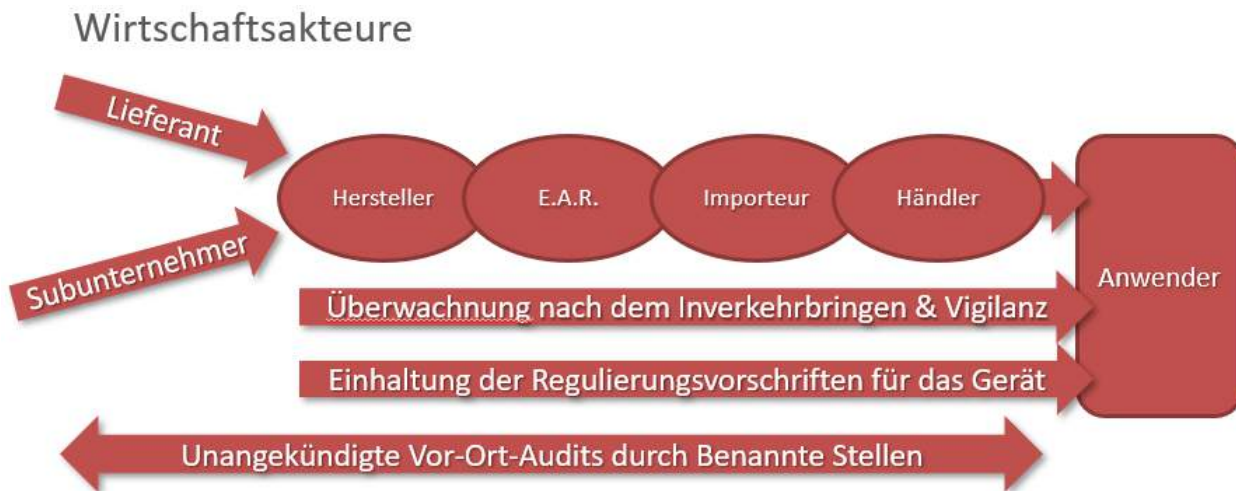 Wirtschaftsakteure
Lieferant
Subunternehmer
Hersteller
E.A.R.
Importeur
Händler
Anwender
Überwachnung nach dem Inverkehrbringen & Vigilanz
Einhaltung der Regulierungsvorschriften für das Gerät
Unangekündigte Vor-Ort-Audits durch Benannte Stellen